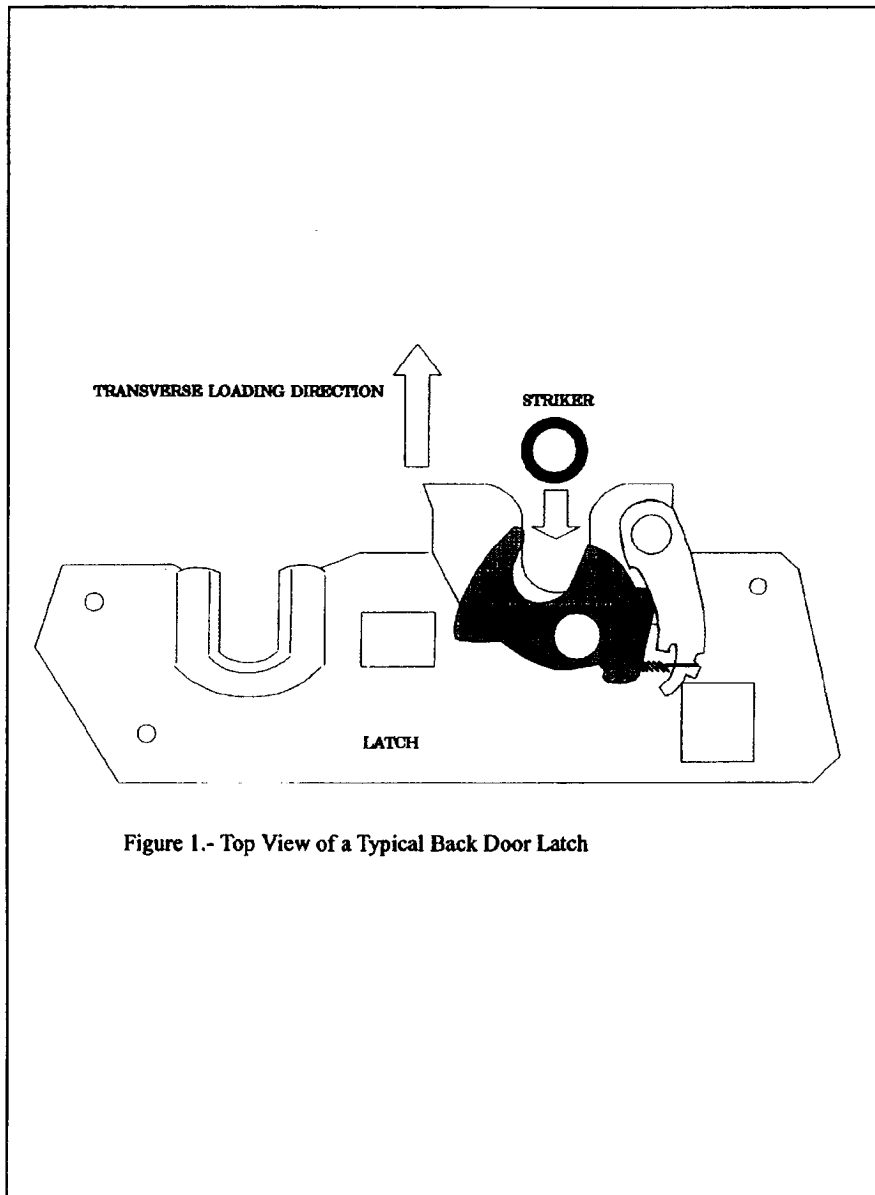 TRANSVERSE LOADING DIRECTION
STRIKER
LATCH
Figure 1.- Top View of a Typical Back Door Latch